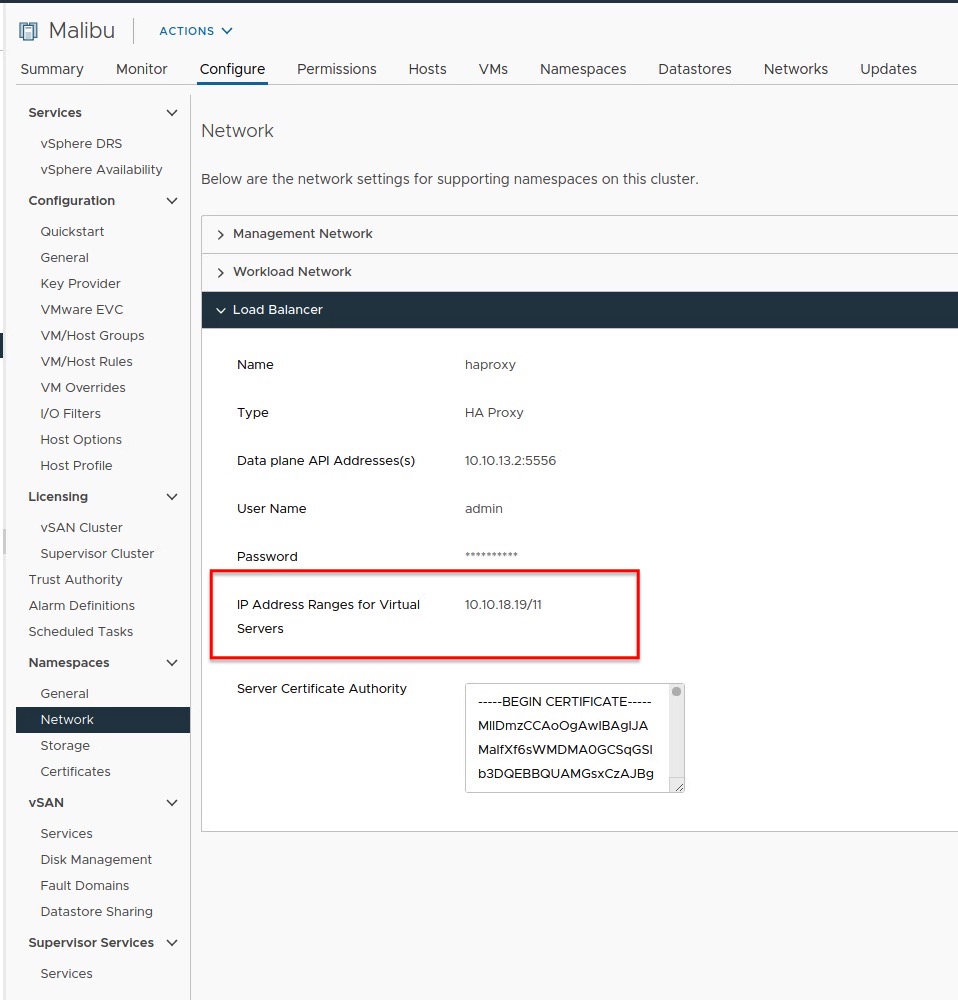 Malibu
ACTIONS
Summary Monitor Configure Permissions Hosts VMs Namespaces Datastores Networks Updates
Services
vSphere DRS
vSphere Availability
Configuration
Quickstart
General
Key Provider
VMware EVC
VM/Host Groups
VM/Host Rules
VM Overrides
I/O Filters
Host Options
Host Profile
Licensing
vSAN Cluster
Supervisor Cluster
Trust Authority
Alarm Definitions
Scheduled Tasks
Namespaces
General
Network
Storage
Certificates
vSAN
Services
Disk Management
Fault Domains
Datastore Sharing
Supervisor Services
Services
Network
Below are the network settings for supporting namespaces on this cluster.
Management Network
Workload Network
Load Balancer
Name haproxy
Type HA Proxy
Data plane API Addresses(s) 10.10.13.2:5556
User Name admin
Password **********
IP Address Ranges for Virtual 10.10.18.19/11
Servers
Server Certificate Authority
-----BEGIN CERTIFICATE-----
MIIDmzCCAoOgAwIBAgIJA
MalfXf6sWMDMA0GCSqGSI
b3DQEBBQUAMGsxCzAJBg